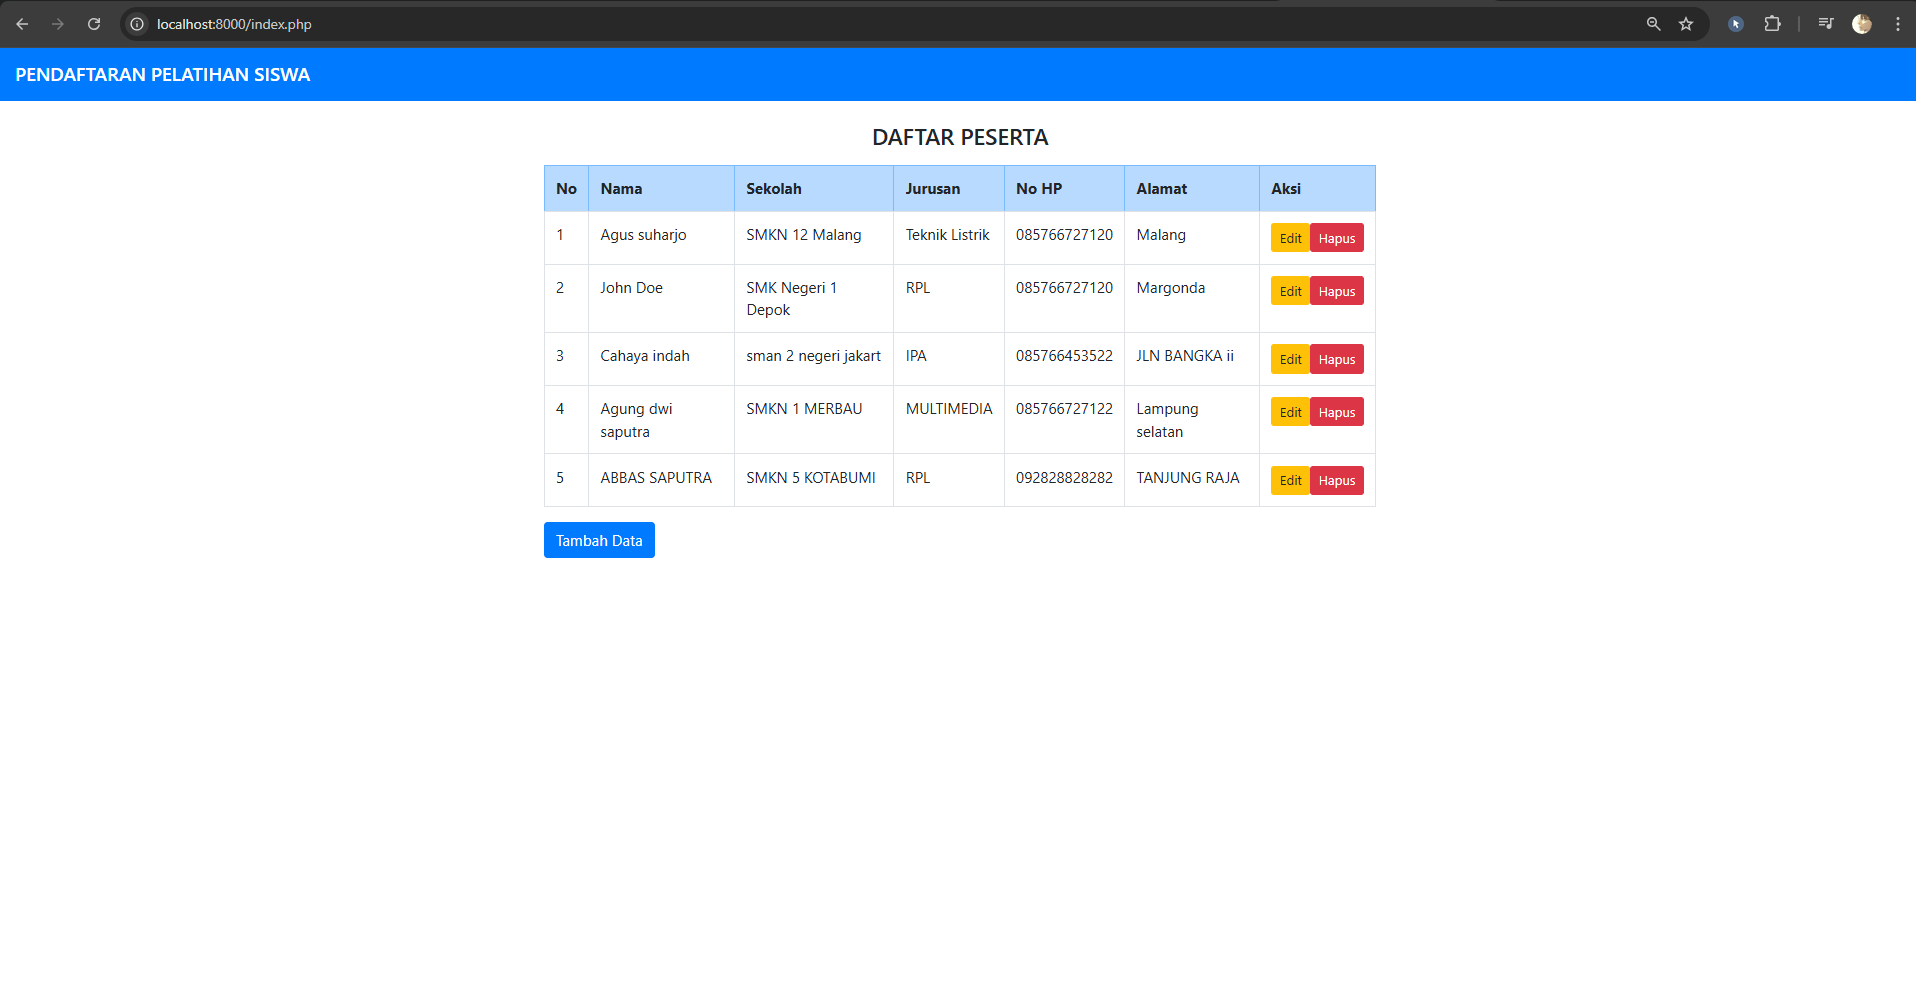 localhost:8000/index.php
PENDAFTARAN PELATIHAN SISWA
DAFTAR PESERTA
No Nama Sekolah Jurusan No HP Alamat Aksi
1 Agus suharjo SMKN 12 Malang Teknik Listrik 085766727120 Malang Edit Hapus
2 John Doe SMK Negeri 1 RPL 085766727120 Margonda Edit Hapus
Depok
3 Cahaya indah sman 2 negeri jakart IPA 085766453522 JLN BANGKA ii Edit Hapus
4 Agung dwi SMKN 1 MERBAU MULTIMEDIA 085766727122 Lampung Edit Hapus
saputra selatan
5 ABBAS SAPUTRA SMKN 5 KOTABUMI RPL 092828828282 TANJUNG RAJA Edit Hapus
Tambah Data